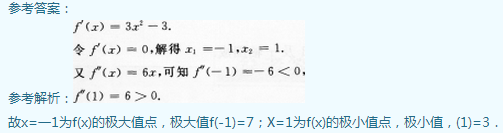 参考答案：
f′(x) = 3x² − 3.
令 f′(x) = 0,解得 x₁ =−1,x₂ = 1.
又 f″(x) = 6x,可知 f″(−1) =−6 < 0,
参考解析：f″(1) = 6 > 0.
故x=—1为f(x)的极大值点，极大值f(-1)=7；X=1为f(x)的极小值点，极小值，(1)=3．